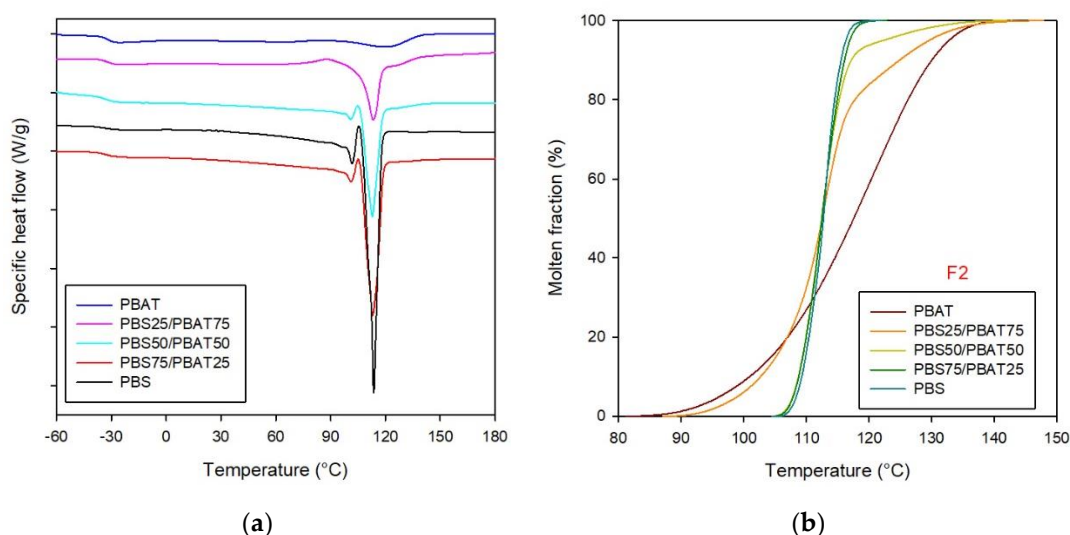 Specific heat flow (W/g)
PBAT
PBS25/PBAT75
PBS50/PBAT50
PBS75/PBAT25
PBS
-60 -30 0 30 60 90 120 150 180
Temperature (°C)
(a)
Molten fraction (%)
100
80
60
40
20
0
F2
PBAT
PBS25/PBAT75
PBS50/PBAT50
PBS75/PBAT25
PBS
80 90 100 110 120 130 140 150
Temperature (°C)
(b)